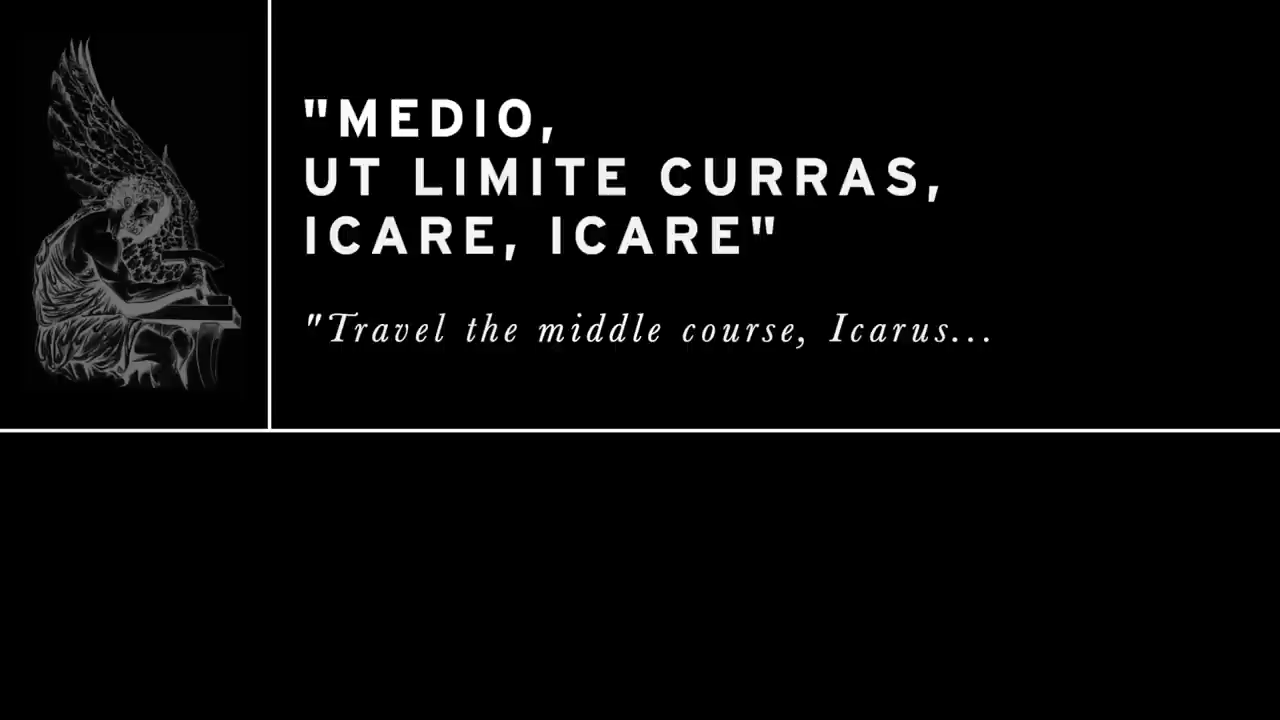 "MEDIO,
UT LIMITE CURRAS,
ICARE, ICARE"
"Travel the middle course, Icarus...